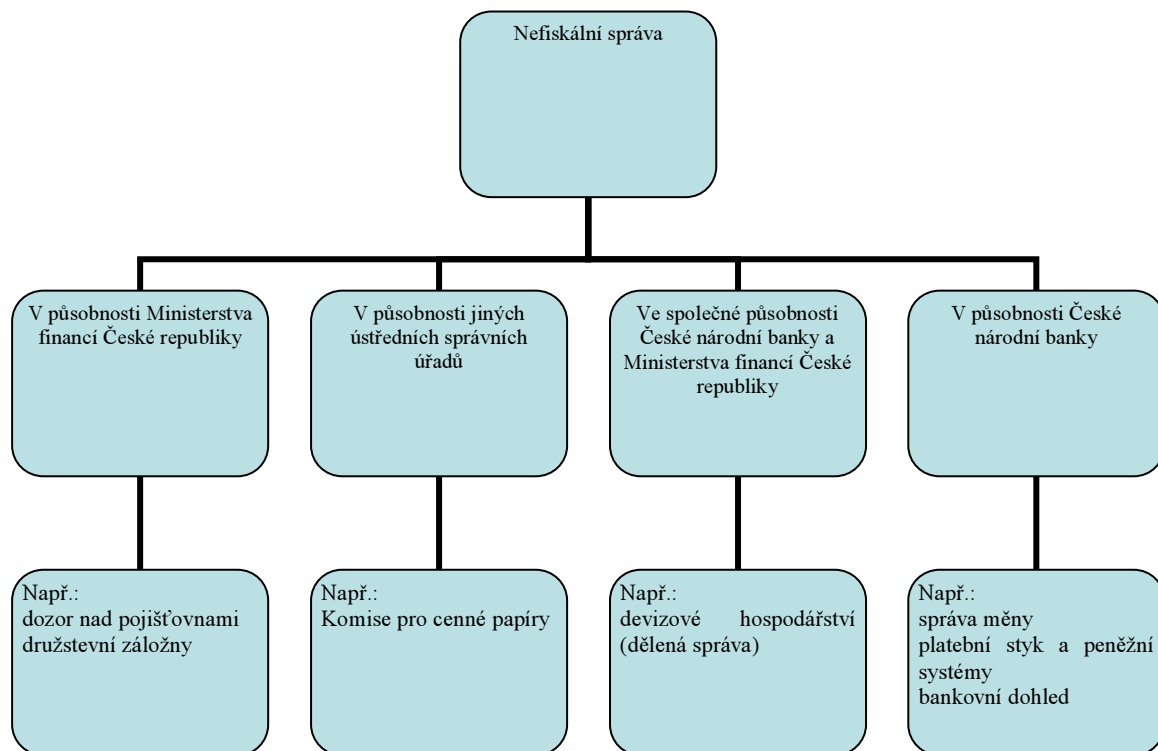 Nefiskální správa
V působnosti Ministerstva
financí České republiky
V působnosti jiných
ústředních správních
úřadů
Ve společné působnosti
České národní banky a
Ministerstva financí České
republiky
V působnosti České
národní banky
Např.:
dozor nad pojišťovnami
družstevní záložny
Např.:
Komise pro cenné papíry
Např.:
devizové hospodářství
(dělená správa)
Např.:
správa měny
platební styk a peněžní
systémy
bankovní dohled